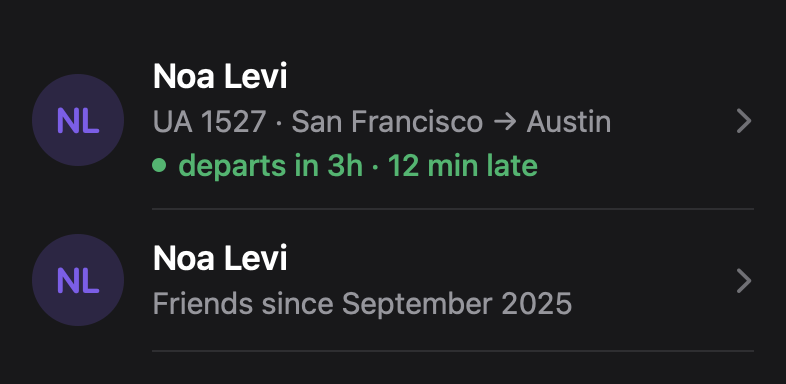 NL
Noa Levi
UA 1527 · San Francisco → Austin
departs in 3h · 12 min late
NL
Noa Levi
Friends since September 2025